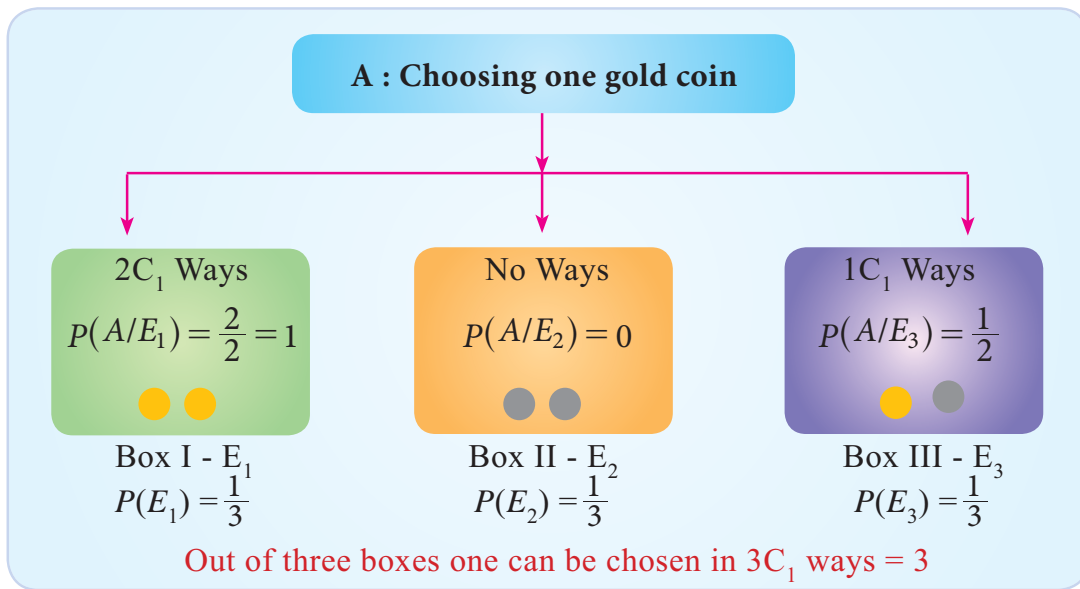 A : Choosing one gold coin
2C₁ Ways
P(A/E₁) = 2/2 = 1
Box I - E₁
P(E₁) = 1/3
No Ways
P(A/E₂) = 0
Box II - E₂
P(E₂) = 1/3
1C₁ Ways
P(A/E₃) = 1/2
Box III - E₃
P(E₃) = 1/3
Out of three boxes one can be chosen in 3C₁ ways = 3